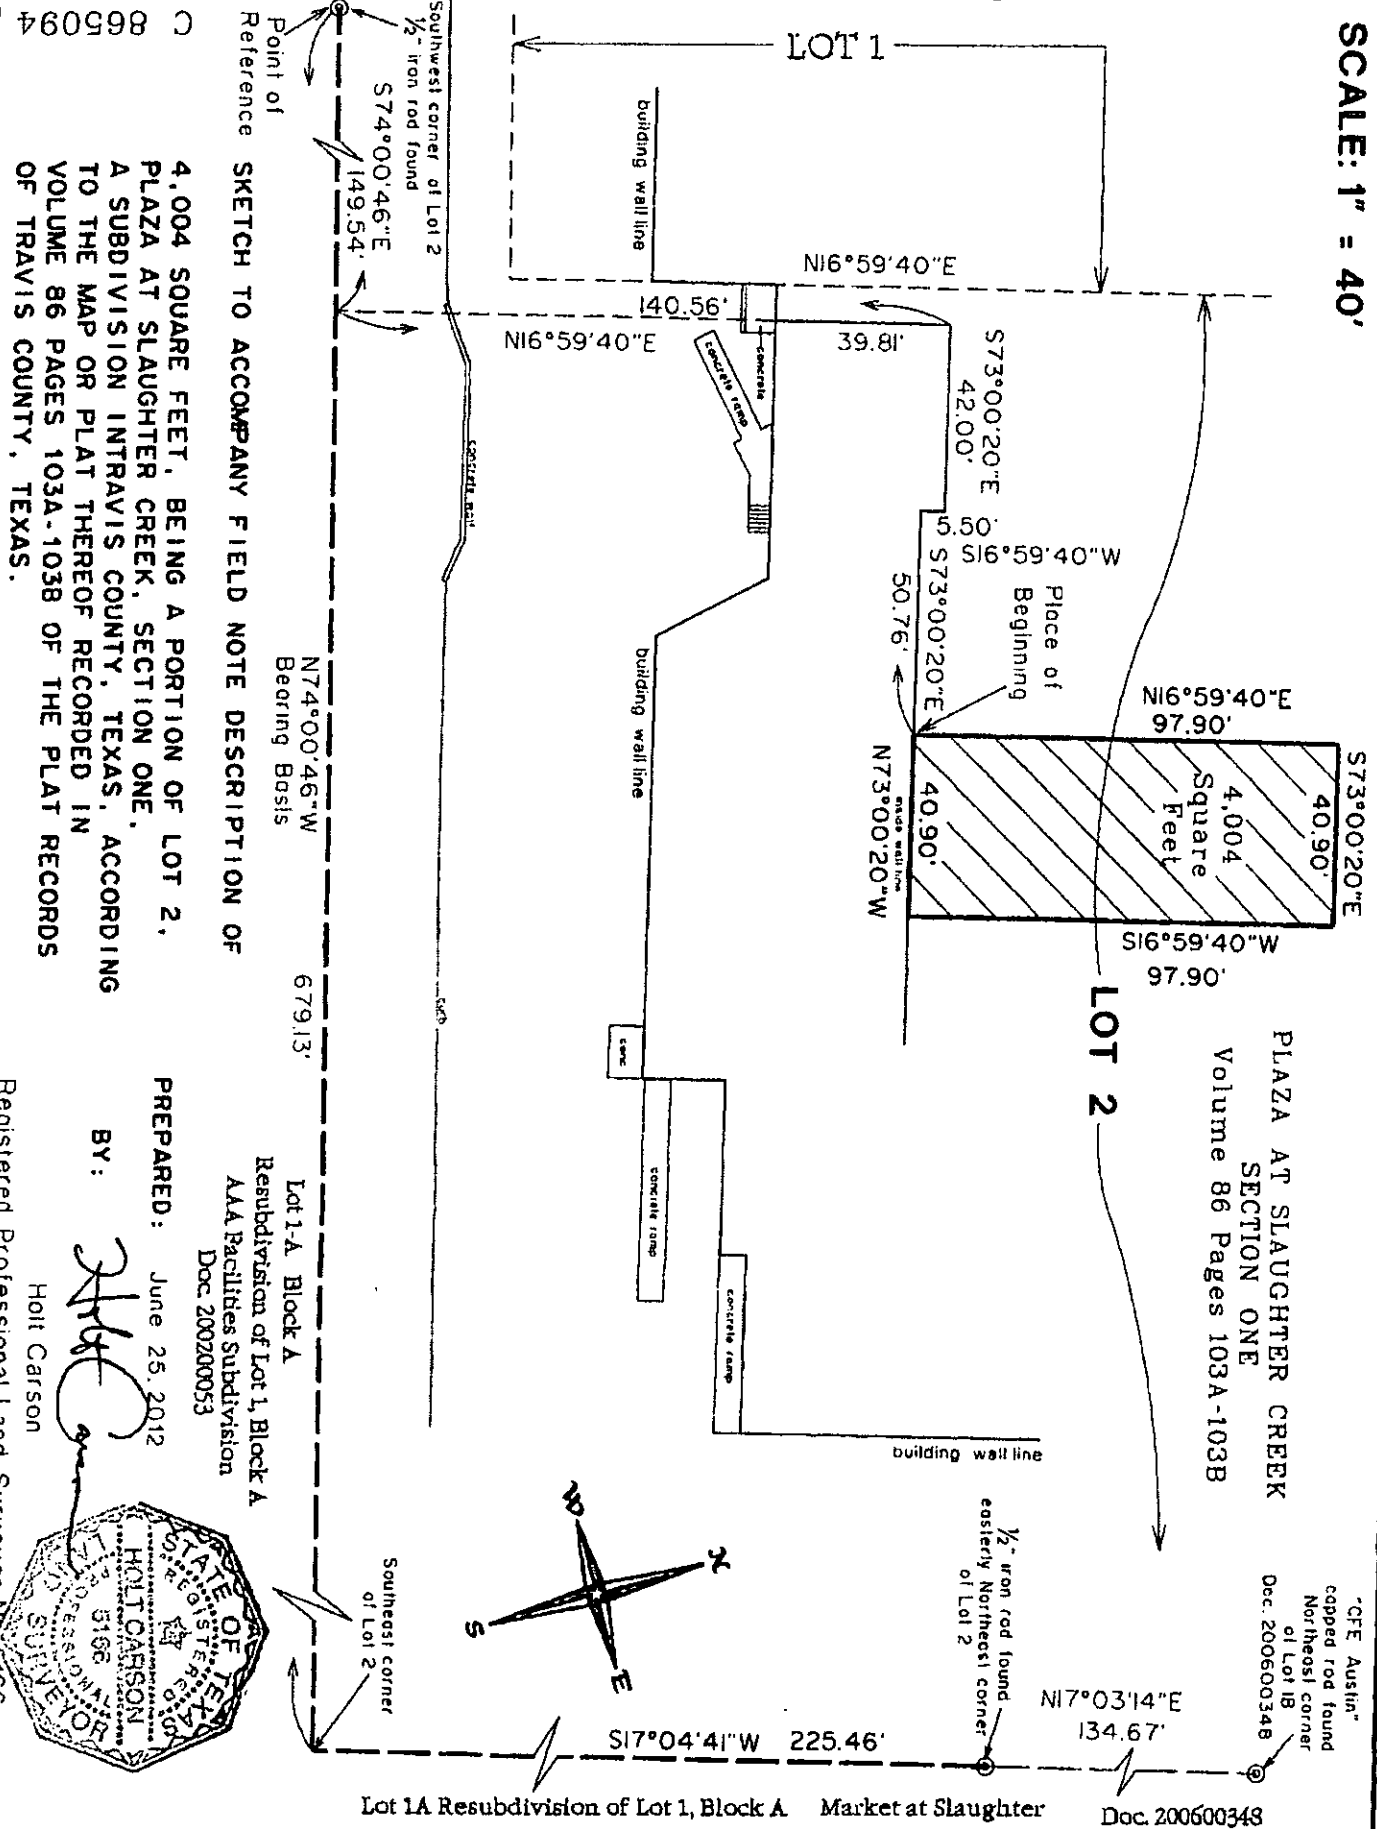 SCALE: 1" = 40'
LOT 1
building wall line
N16°59'40"E
140.56'
N16°59'40"E
39.81'
concrete
concrete ramp
S73°00'20"E
42.00'
5.50'
S16°59'40"W
S73°00'20"E
50.76'
Place of
Beginning
N16°59'40"E
97.90'
S73°00'20"E
40.90'
4,004
Square
Feet
40.90'
inside wall line
N73°00'20"W
S16°59'40"W
97.90'
LOT 2
PLAZA AT SLAUGHTER CREEK
SECTION ONE
Volume 86 Pages 103A-103B
"CFE Austin"
capped rod found
Northeast corner
of Lot 1B
Doc. 200600348
N17°03'14"E
134.67'
1/2" iron rod found
easterly Northeast corner
of Lot 2
building wall line
building wall line
conc
concrete ramp
concrete ramp
concrete wall
Southwest corner of Lot 2
1/2" iron rod found
S74°00'46"E
149.54'
Point of
Reference
N74°00'46"W
Bearing Basis
679.13'
Southeast corner
of Lot 2
S17°04'41"W 225.46'
Lot 1A Resubdivision of Lot 1, Block A Market at Slaughter Doc. 200600348
N
W
E
S
Lot 1-A Block A
Resubdivision of Lot 1, Block A
AAA Facilities Subdivision
Doc. 200200053
SKETCH TO ACCOMPANY FIELD NOTE DESCRIPTION OF
4,004 SQUARE FEET, BEING A PORTION OF LOT 2,
PLAZA AT SLAUGHTER CREEK, SECTION ONE,
A SUBDIVISION INTRAVIS COUNTY, TEXAS, ACCORDING
TO THE MAP OR PLAT THEREOF RECORDED IN
VOLUME 86 PAGES 103A-103B OF THE PLAT RECORDS
OF TRAVIS COUNTY, TEXAS.
PREPARED: June 25, 2012
BY:
Holt Carson
Registered Professional Land Surveyor
STATE OF TEXAS
REGISTERED
HOLT CARSON
5166
PROFESSIONAL
SURVEYOR
C 865094